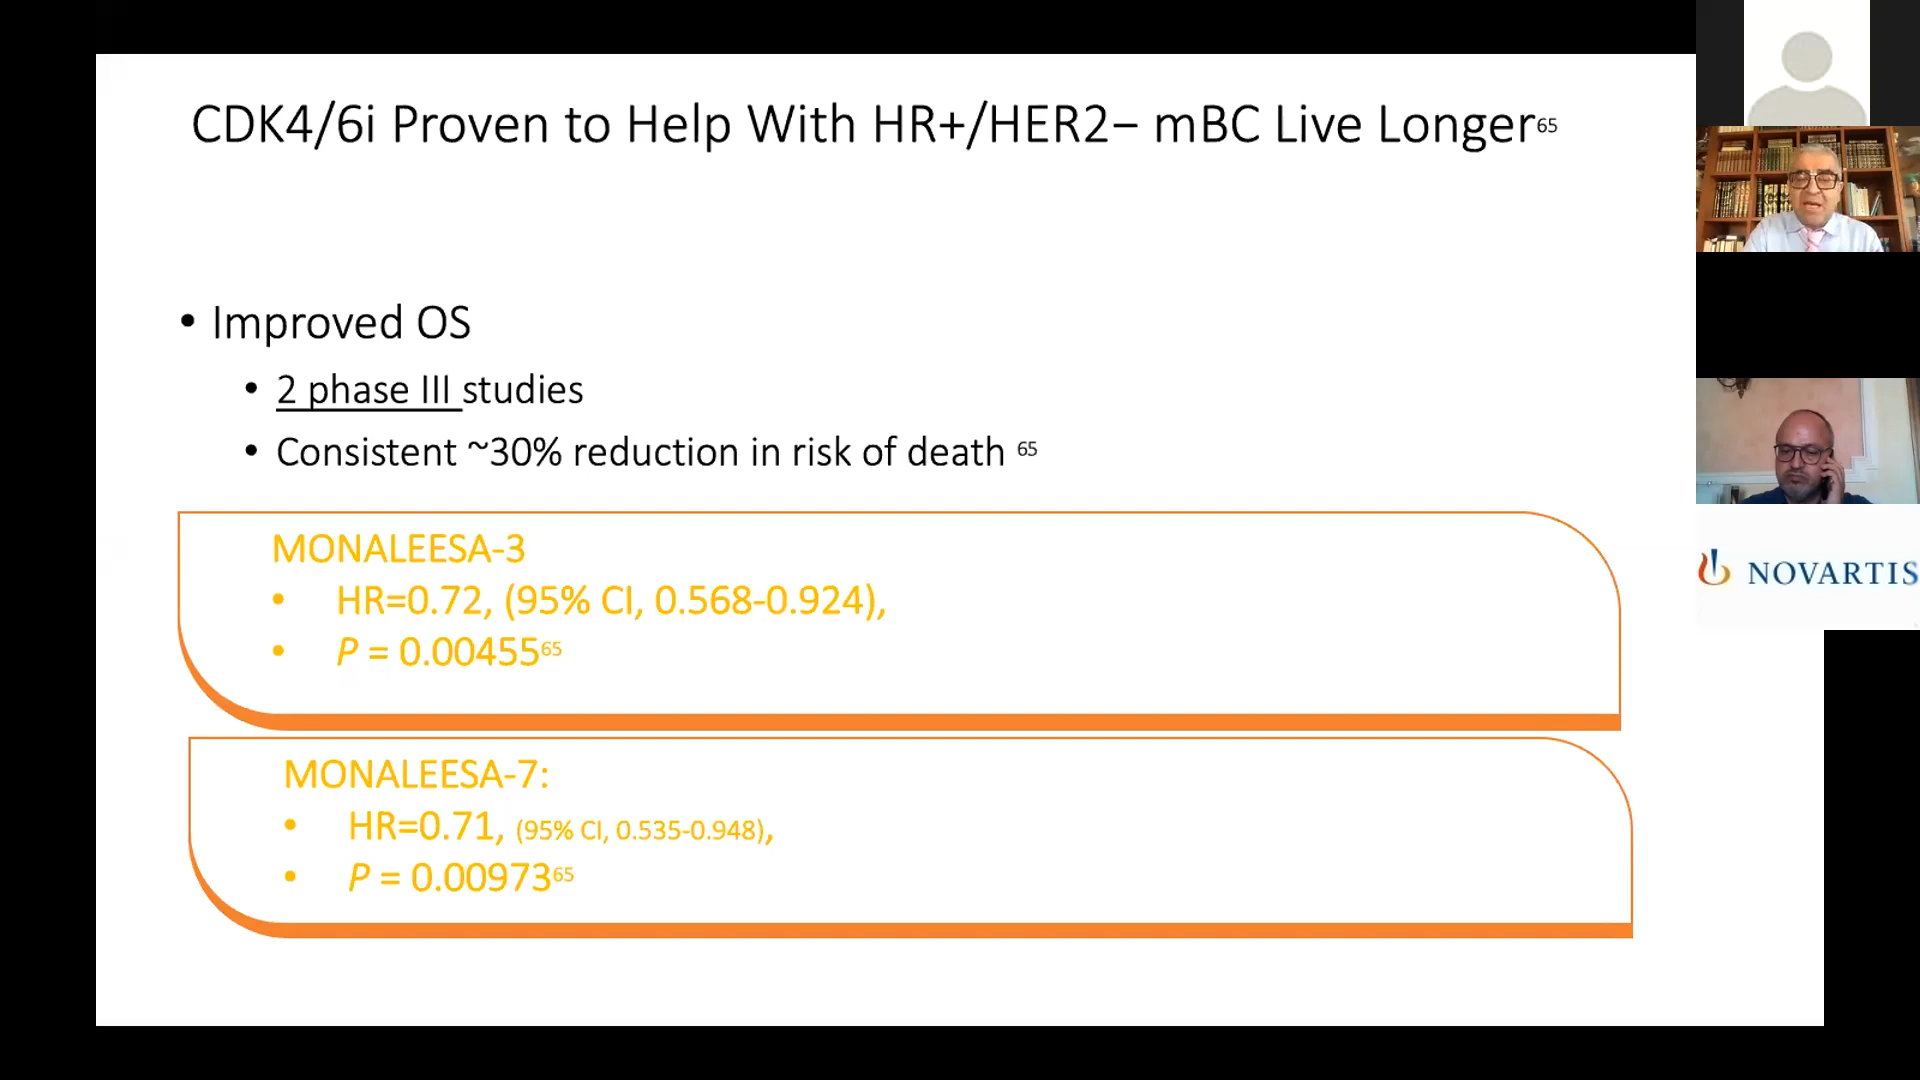 CDK4/6i Proven to Help With HR+/HER2− mBC Live Longer65
• Improved OS
• 2 phase III studies
• Consistent ~30% reduction in risk of death 65
MONALEESA-3
• HR=0.72, (95% CI, 0.568-0.924),
• P = 0.0045565
MONALEESA-7:
• HR=0.71, (95% CI, 0.535-0.948),
• P = 0.0097365
NOVARTIS